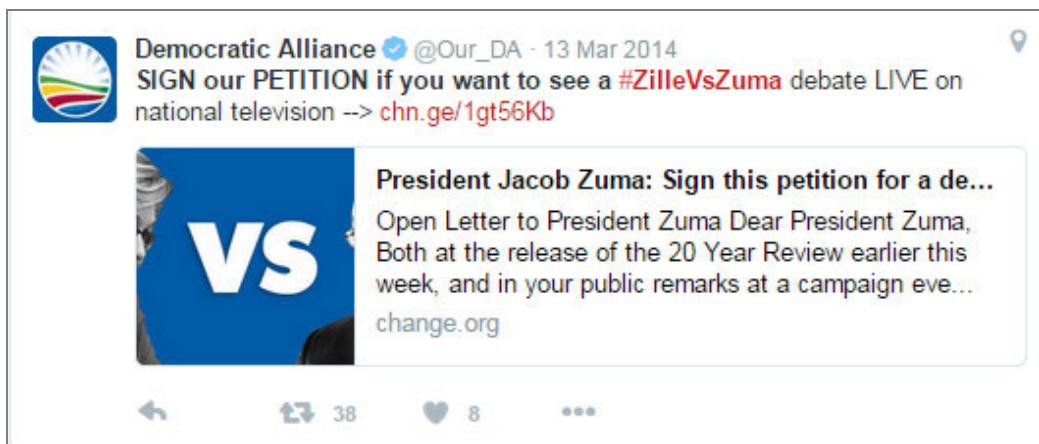 Democratic Alliance @Our_DA · 13 Mar 2014
SIGN our PETITION if you want to see a #ZilleVsZuma debate LIVE on
national television --> chn.ge/1gt56Kb
VS
President Jacob Zuma: Sign this petition for a de...
Open Letter to President Zuma Dear President Zuma,
Both at the release of the 20 Year Review earlier this
week, and in your public remarks at a campaign eve...
change.org
38 8